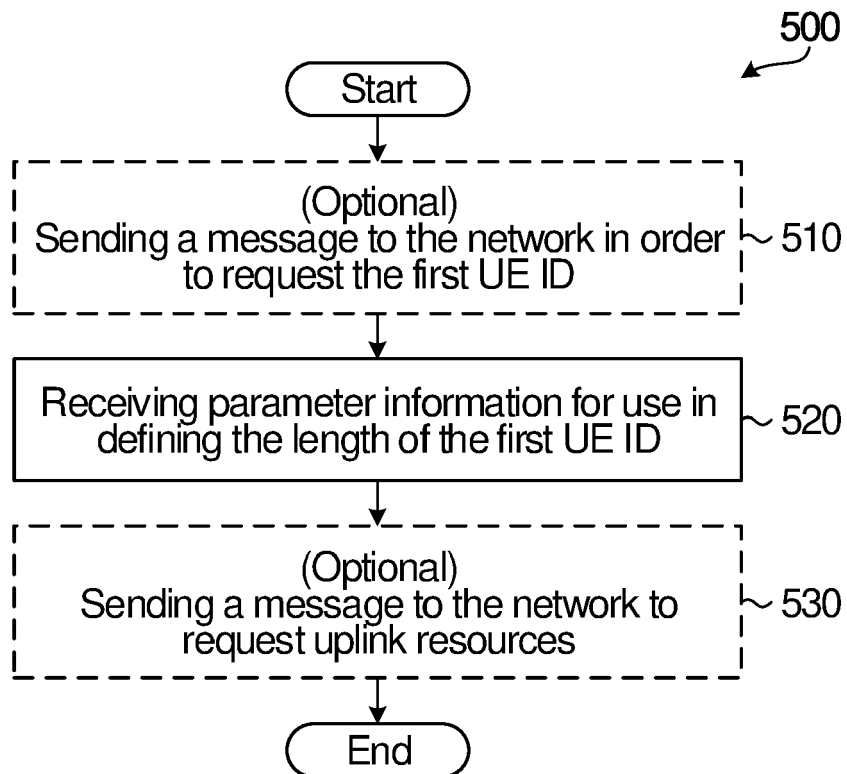 500
Start
(Optional)
Sending a message to the network in order
to request the first UE ID
510
Receiving parameter information for use in
defining the length of the first UE ID
520
(Optional)
Sending a message to the network to
request uplink resources
530
End